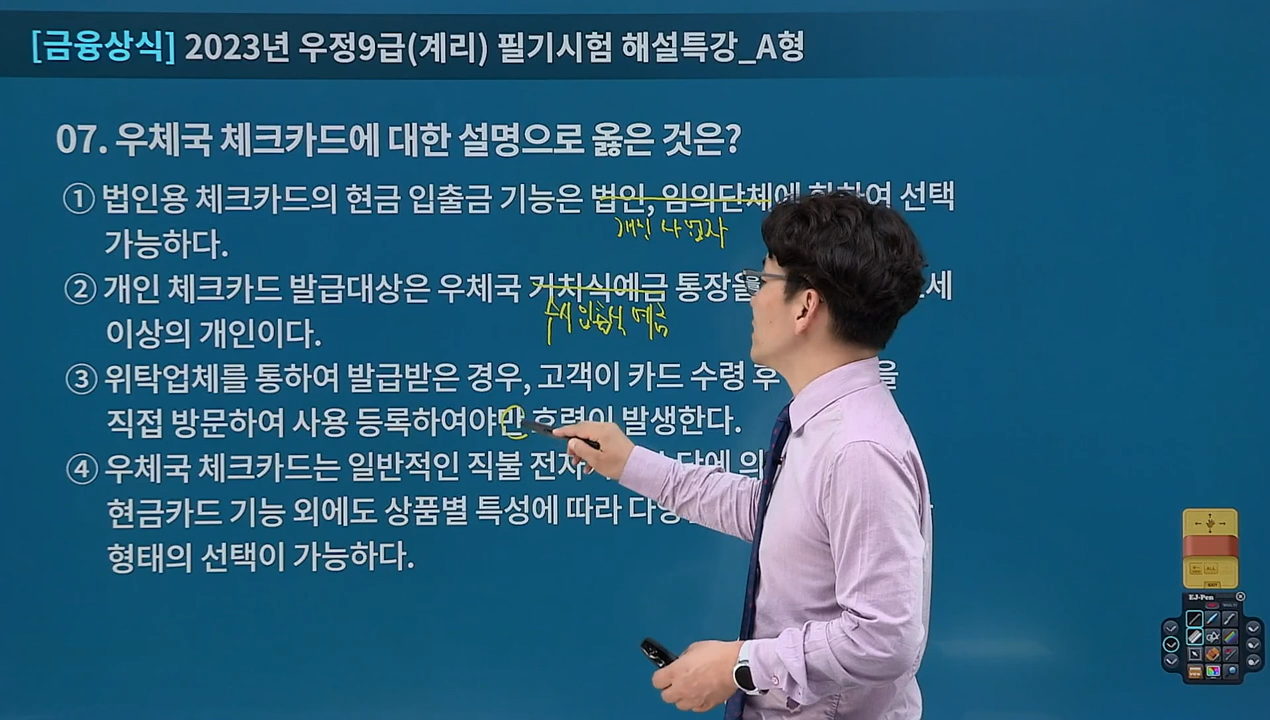 [금융상식] 2023년 우정9급(계리) 필기시험 해설특강_A형
07. 우체국 체크카드에 대한 설명으로 옳은 것은?
① 법인용 체크카드의 현금 입출금 기능은 법인, 임의단체에 선택
개인 사업자
가능하다.
② 개인 체크카드 발급대상은 우체국 거치식예금 통장을 세
수시 입출식 예금
이상의 개인이다.
③ 위탁업체를 통하여 발급받은 경우, 고객이 카드 수령 후 을
직접 방문하여 사용 등록하여야만 효력이 발생한다.
④ 우체국 체크카드는 일반적인 직불 의
현금카드 기능 외에도 상품별 특성에 따라
형태의 선택이 가능하다.
EJ-Pen